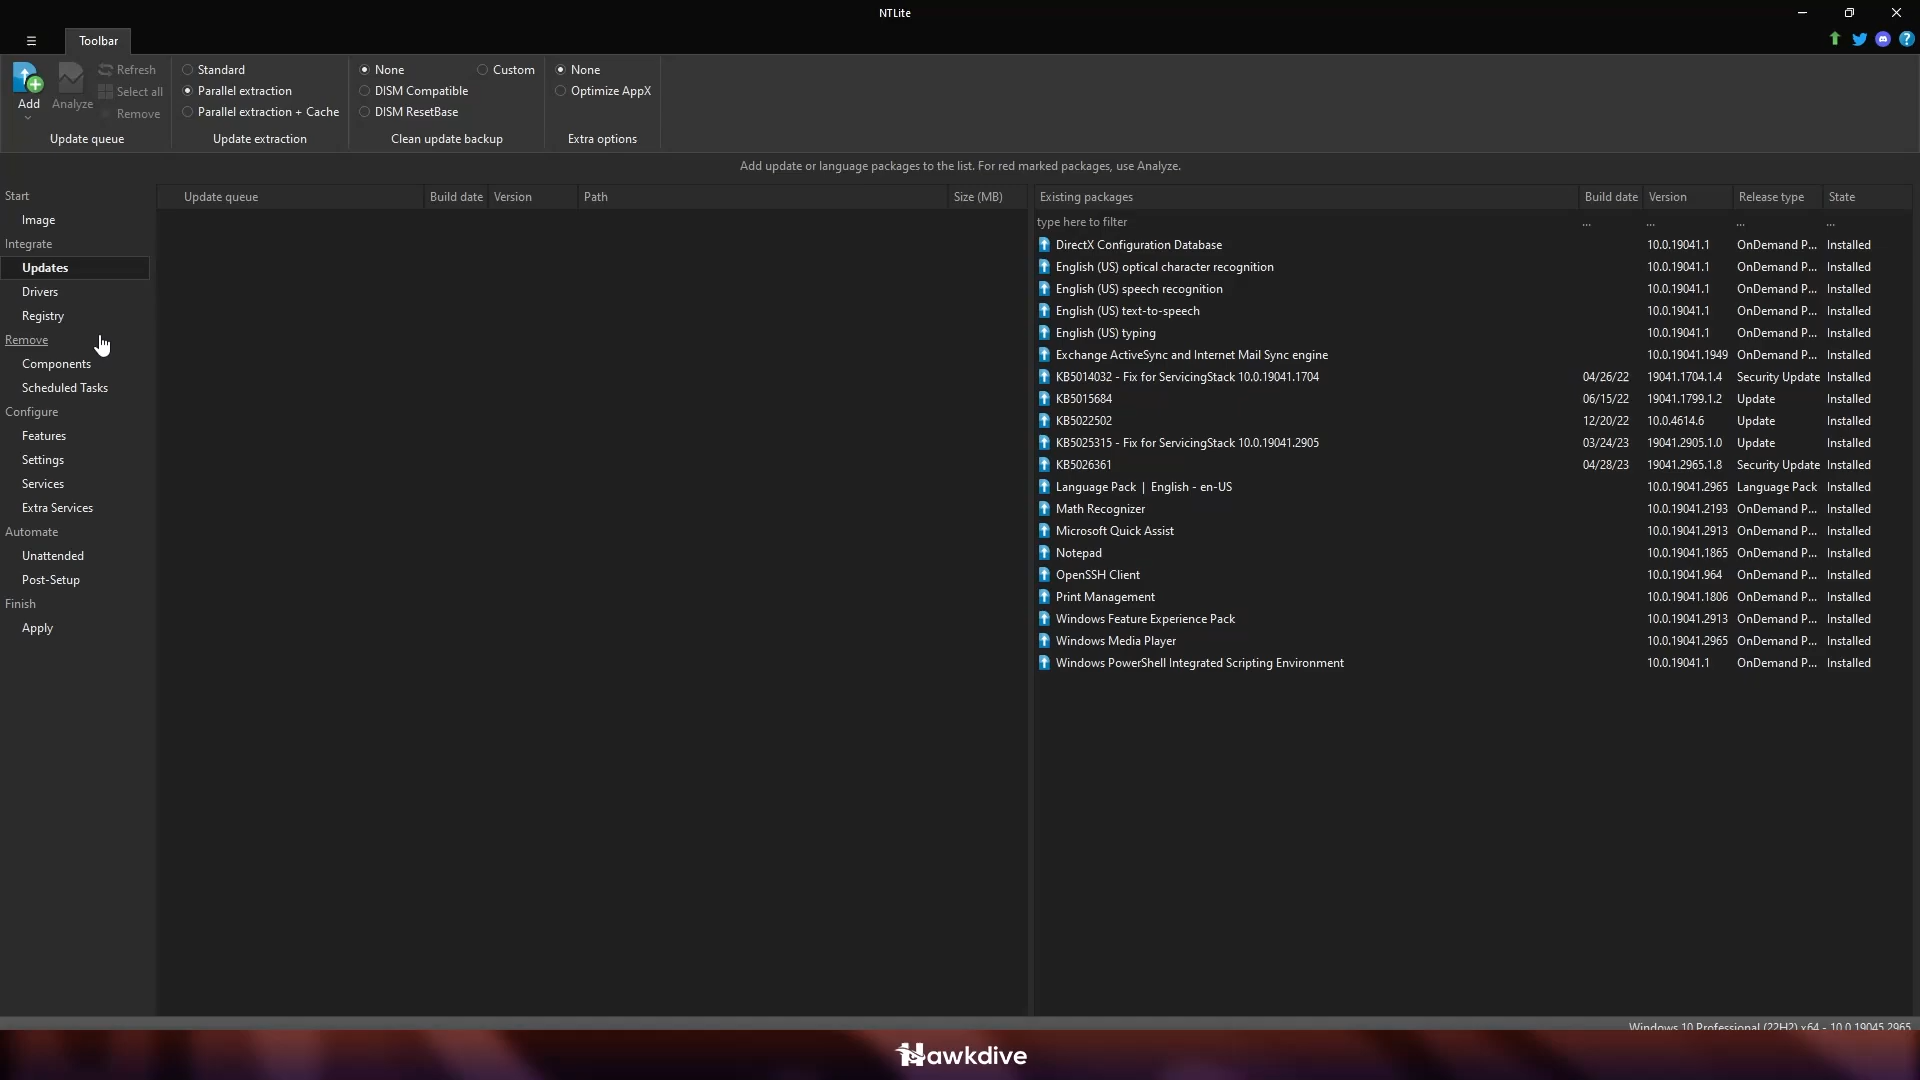 NTLite
Toolbar
Add
Analyze
Refresh
Select all
Remove
Update queue
Standard
Parallel extraction
Parallel extraction + Cache
Update extraction
None
Custom
DISM Compatible
DISM ResetBase
Clean update backup
None
Optimize AppX
Extra options
Add update or language packages to the list. For red marked packages, use Analyze.
Start
Image
Integrate
Updates
Drivers
Registry
Remove
Components
Scheduled Tasks
Configure
Features
Settings
Services
Extra Services
Automate
Unattended
Post-Setup
Finish
Apply
Update queue Build date Version Path Size (MB)
Existing packages Build date Version Release type State
type here to filter ... ... ... ...
DirectX Configuration Database 10.0.19041.1 OnDemand P... Installed
English (US) optical character recognition 10.0.19041.1 OnDemand P... Installed
English (US) speech recognition 10.0.19041.1 OnDemand P... Installed
English (US) text-to-speech 10.0.19041.1 OnDemand P... Installed
English (US) typing 10.0.19041.1 OnDemand P... Installed
Exchange ActiveSync and Internet Mail Sync engine 10.0.19041.1949 OnDemand P... Installed
KB5014032 - Fix for ServicingStack 10.0.19041.1704 04/26/22 19041.1704.1.4 Security Update Installed
KB5015684 06/15/22 19041.1799.1.2 Update Installed
KB5022502 12/20/22 10.0.4614.6 Update Installed
KB5025315 - Fix for ServicingStack 10.0.19041.2905 03/24/23 19041.2905.1.0 Update Installed
KB5026361 04/28/23 19041.2965.1.8 Security Update Installed
Language Pack | English - en-US 10.0.19041.2965 Language Pack Installed
Math Recognizer 10.0.19041.2193 OnDemand P... Installed
Microsoft Quick Assist 10.0.19041.2913 OnDemand P... Installed
Notepad 10.0.19041.1865 OnDemand P... Installed
OpenSSH Client 10.0.19041.964 OnDemand P... Installed
Print Management 10.0.19041.1806 OnDemand P... Installed
Windows Feature Experience Pack 10.0.19041.2913 OnDemand P... Installed
Windows Media Player 10.0.19041.2965 OnDemand P... Installed
Windows PowerShell Integrated Scripting Environment 10.0.19041.1 OnDemand P... Installed
Windows 10 Professional (22H2) x64 - 10.0.19045.2965
Hawkdive